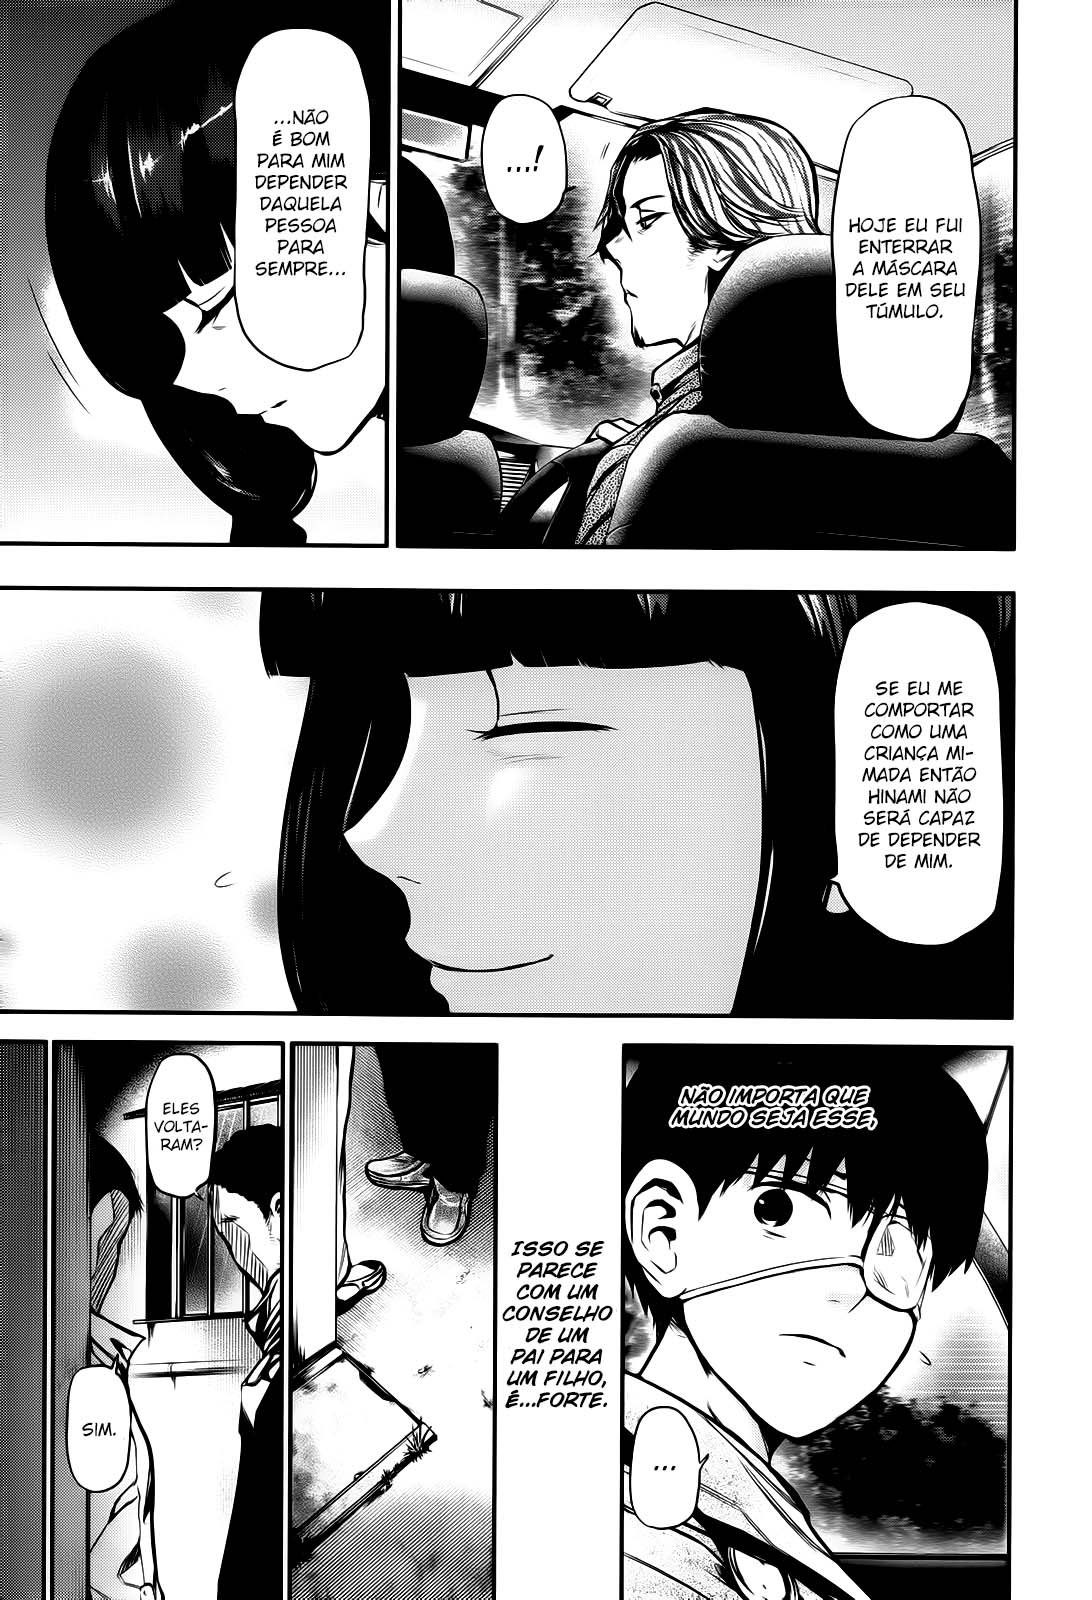 HOJE EU FUI
ENTERRAR
A MÁSCARA
DELE EM SEU
TÚMULO.
...!
...NÃO
É BOM
PARA MIM
DEPENDER
DAQUELA
PESSOA
PARA
SEMPRE...
SE EU ME
COMPORTAR
COMO UMA
CRIANÇA MI-
MADA ENTÃO
HINAMI NÃO
SERÁ CAPAZ
DE DEPENDER
DE MIM.
NÃO IMPORTA QUE
MUNDO SEJA ESSE,
...
ISSO SE
PARECE
COM UM
CONSELHO
DE UM
PAI PARA
UM FILHO,
É...FORTE.
ELES
VOLTA-
RAM?
SIM.